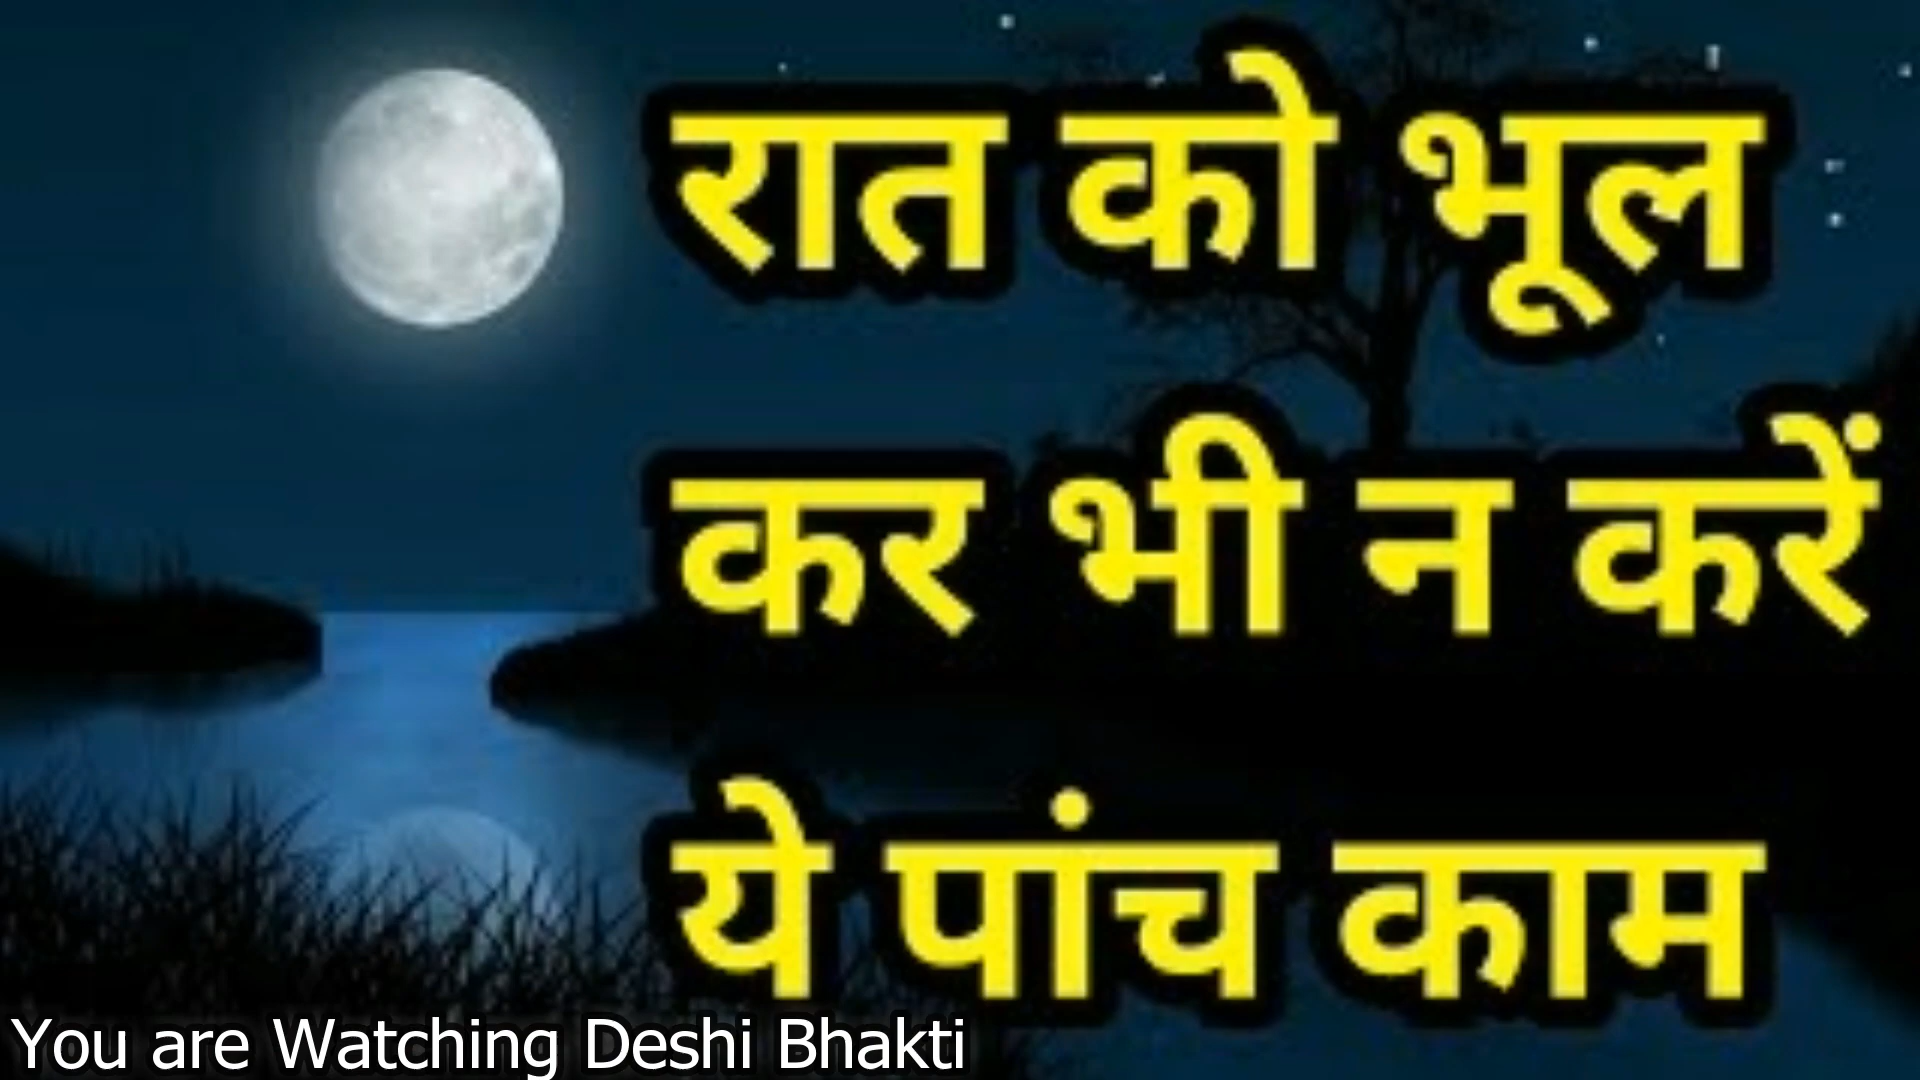 रात को भूल
कर भी न करें
ये पांच काम
You are Watching Deshi Bhakti